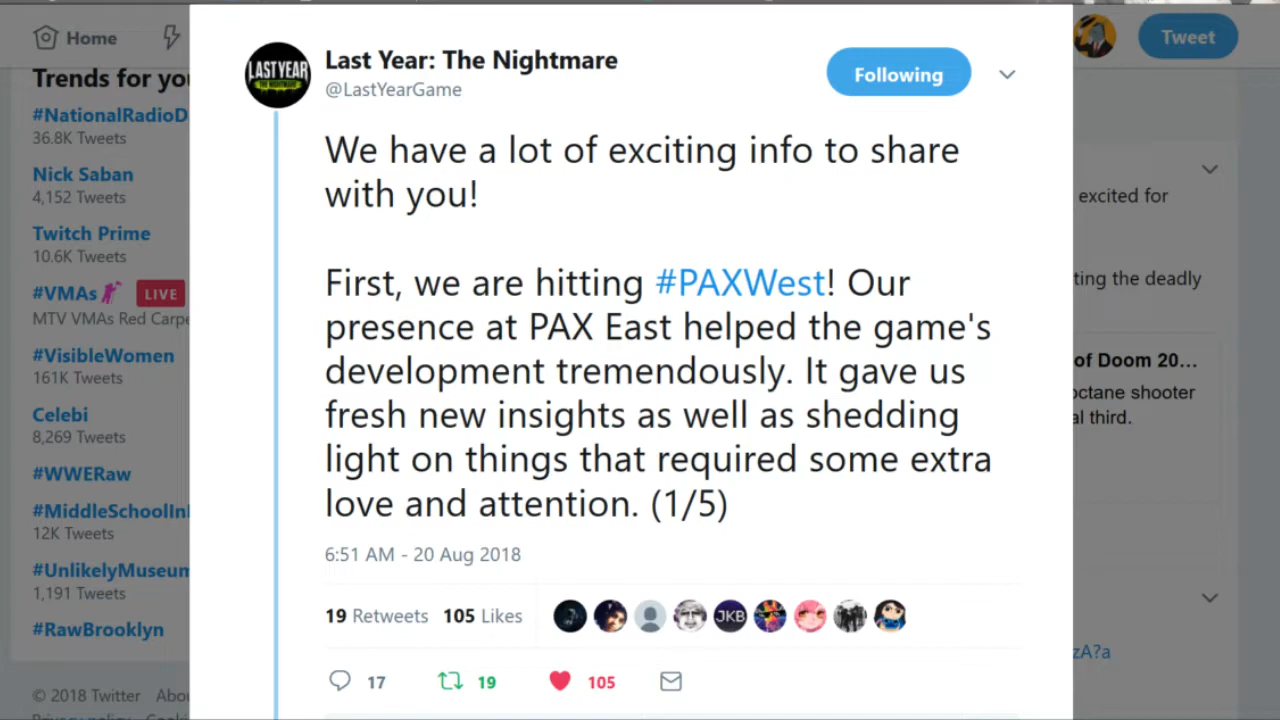 Home
Tweet
Trends for you
#NationalRadioD
36.8K Tweets
Nick Saban
4,152 Tweets
Twitch Prime
10.6K Tweets
#VMAs LIVE
MTV VMAs Red Carpe
#VisibleWomen
161K Tweets
Celebi
8,269 Tweets
#WWERaw
#MiddleSchoolIn
12K Tweets
#UnlikelyMuseum
1,191 Tweets
#RawBrooklyn
© 2018 Twitter Abou
LAST YEAR
THE NIGHTMARE
Last Year: The Nightmare
@LastYearGame
Following
We have a lot of exciting info to share
with you!
First, we are hitting #PAXWest! Our
presence at PAX East helped the game's
development tremendously. It gave us
fresh new insights as well as shedding
light on things that required some extra
love and attention. (1/5)
6:51 AM - 20 Aug 2018
19 Retweets 105 Likes
JKB
17 19 105
excited for
ting the deadly
of Doom 20...
octane shooter
al third.
zA?a